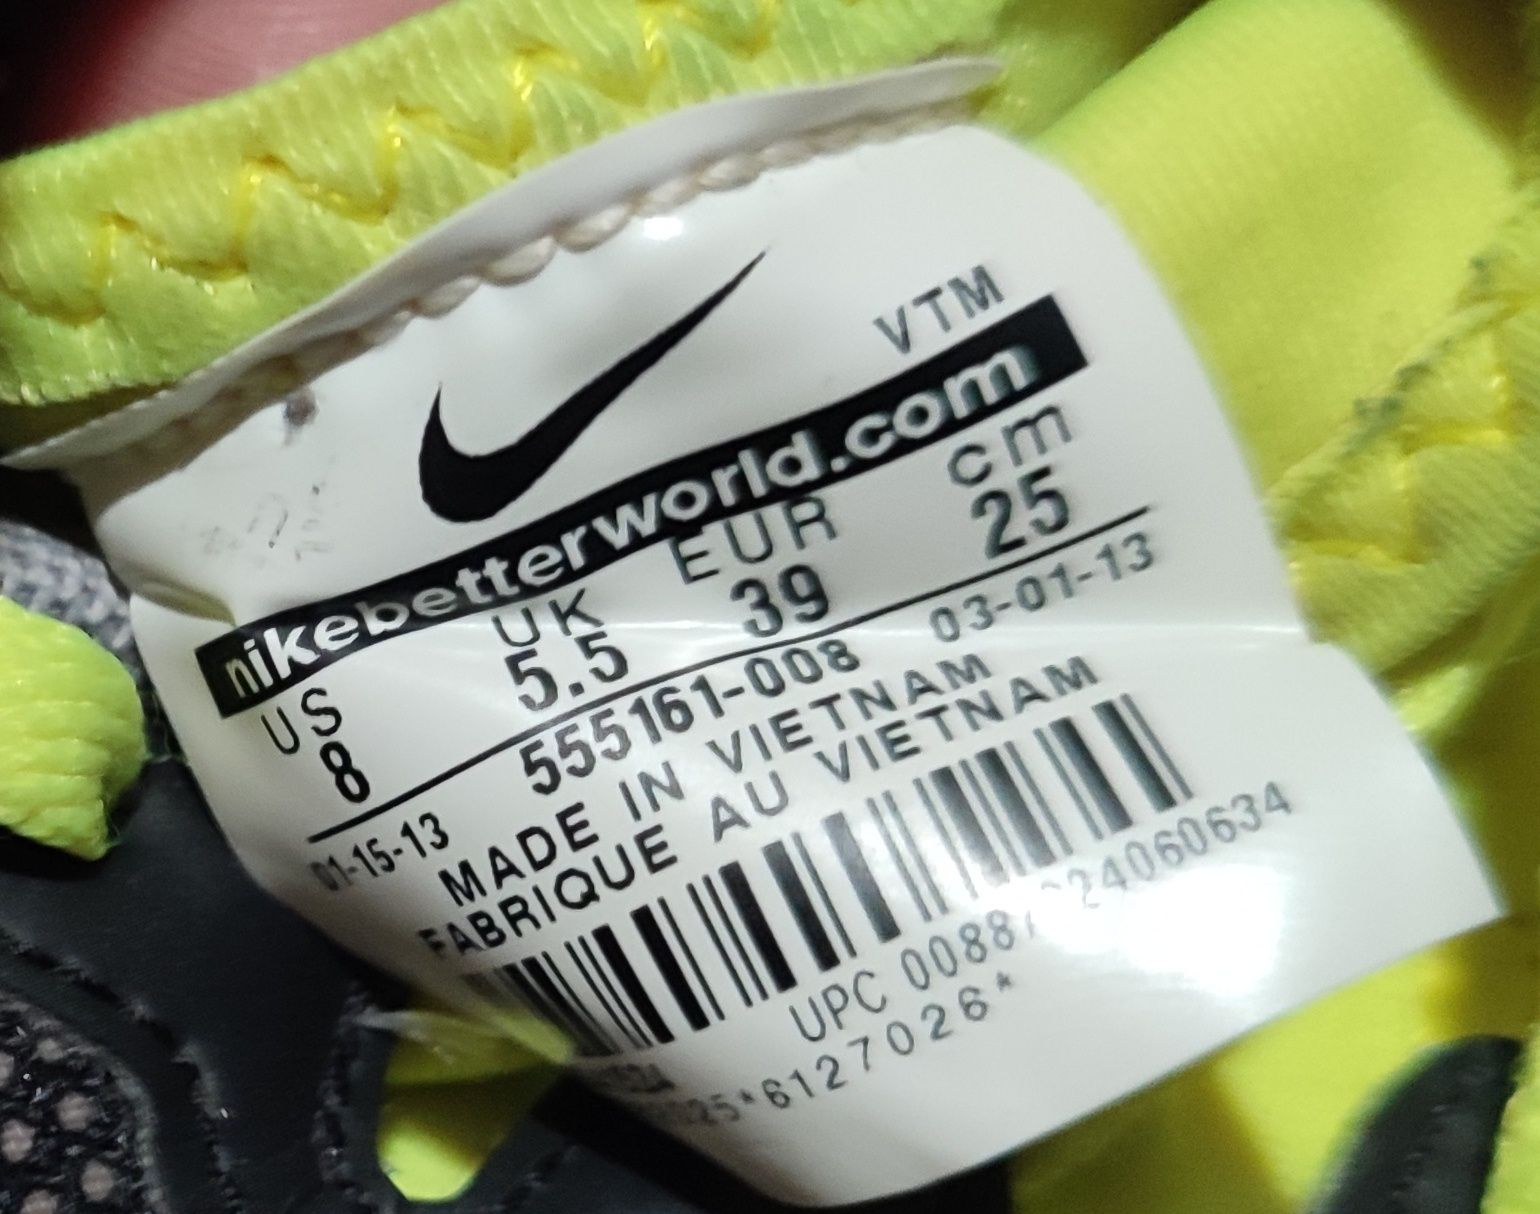 VTM
nikebetterworld.com
US UK EUR cm
8 5.5 39 25
01-15-13 555161-008 03-01-13
MADE IN VIETNAM
FABRIQUE AU VIETNAM
UPC 24060634
*6127026*